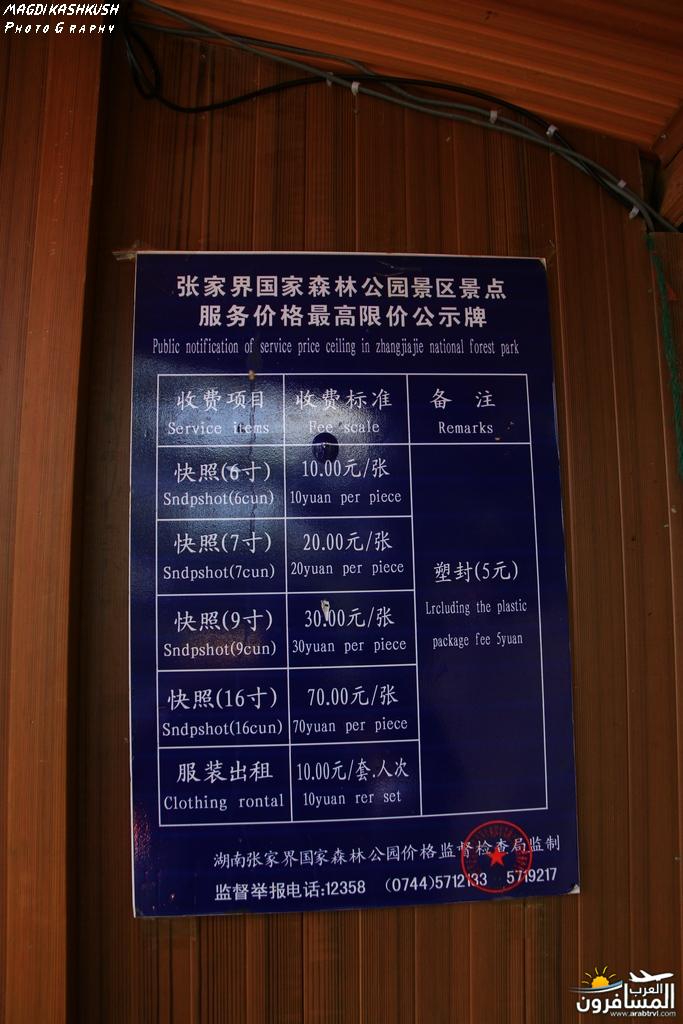 MAGDI KASHKUSH
PHOTOGRAPHY
张家界国家森林公园景区景点
服务价格最高限价公示牌
Public notification of service price ceiling in zhangjiajie national forest park
收费项目 收费标准 备 注
Service items Fee scale Remarks
快照(6寸) 10.00元/张
Sndpshot(6cun) 10yuan per piece
快照(7寸) 20.00元/张
Sndpshot(7cun) 20yuan per piece
塑封(5元)
Lrcluding the plastic
package fee 5yuan
快照(9寸) 30.00元/张
Sndpshot(9cun) 30yuan per piece
快照(16寸) 70.00元/张
Sndpshot(16cun) 70yuan per piece
服装出租 10.00元/套.人次
Clothing rontal 10yuan rer set
湖南张家界国家森林公园价格监督检查局监制
监督举报电话:12358 (0744)5712133 5719217
العرب
المسافرون
www.arabtrvl.com